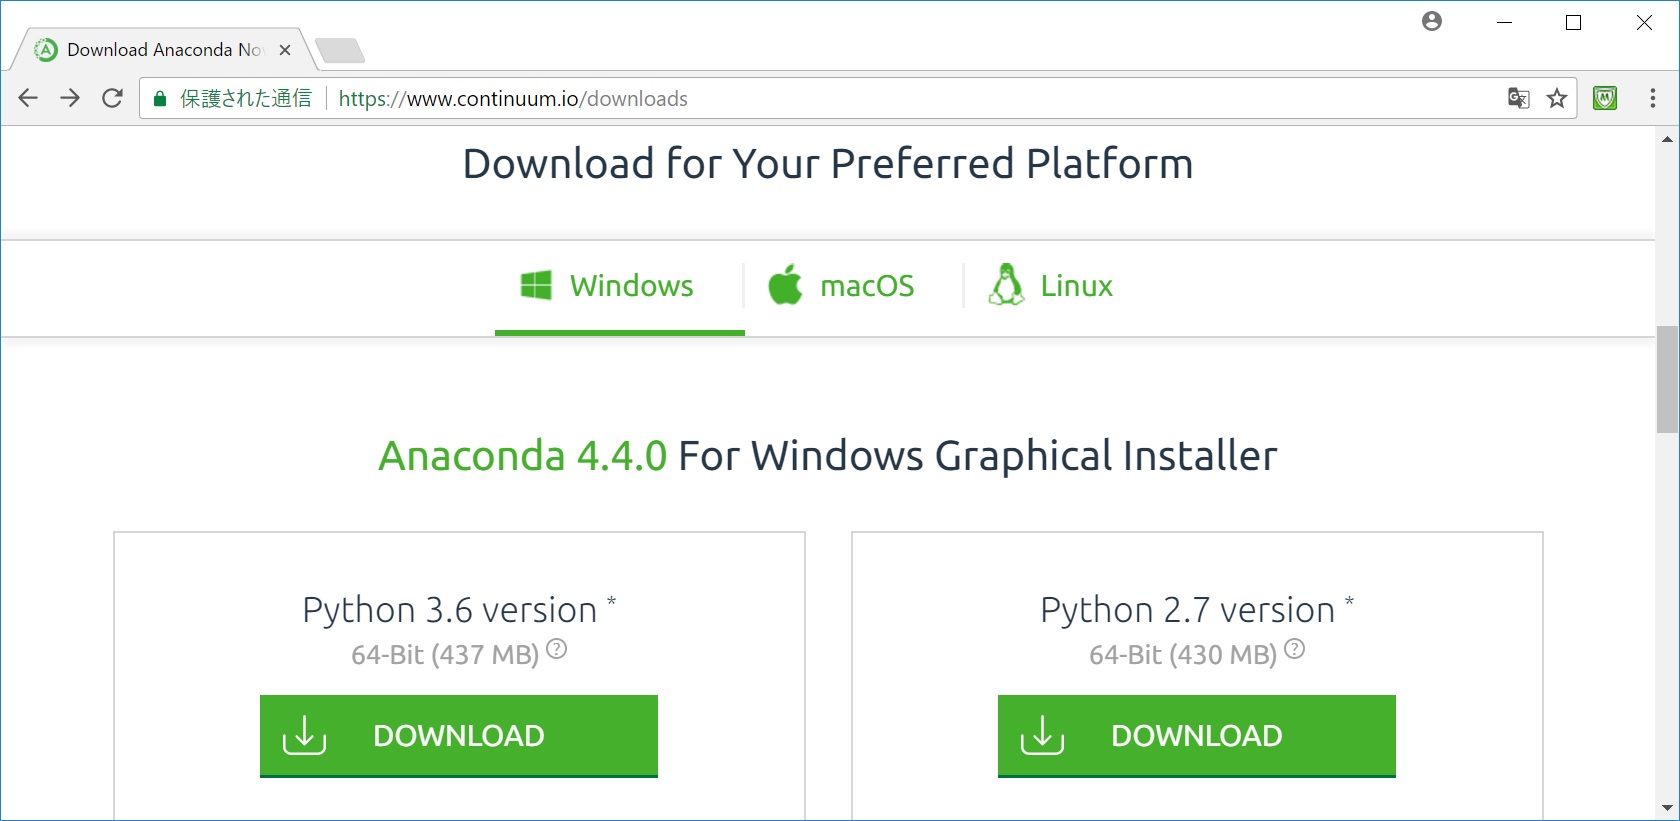 Download Anaconda No
保護された通信 https://www.continuum.io/downloads
Download for Your Preferred Platform
Windows macOS Linux
Anaconda 4.4.0 For Windows Graphical Installer
Python 3.6 version *
64-Bit (437 MB) ?
DOWNLOAD
Python 2.7 version *
64-Bit (430 MB) ?
DOWNLOAD